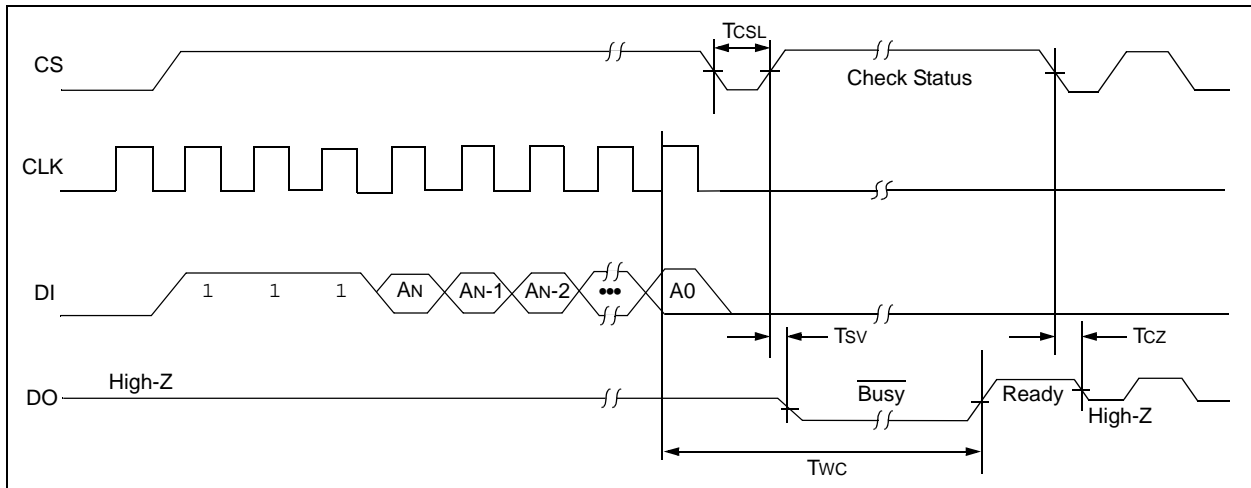 TCSL
CS
Check Status
CLK
DI
1 1 1 AN AN-1 AN-2 ••• A0
TSV
TCZ
High-Z
DO
Busy
Ready
High-Z
TWC